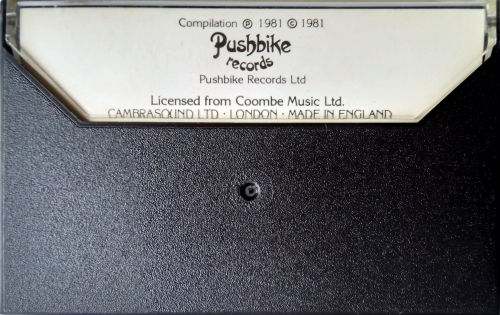 Compilation ℗ 1981 © 1981
Pushbike
records
Pushbike Records Ltd
Licensed from Coombe Music Ltd.
CAMBRASOUND LTD · LONDON · MADE IN ENGLAND